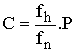 C = f_h / f_n . P